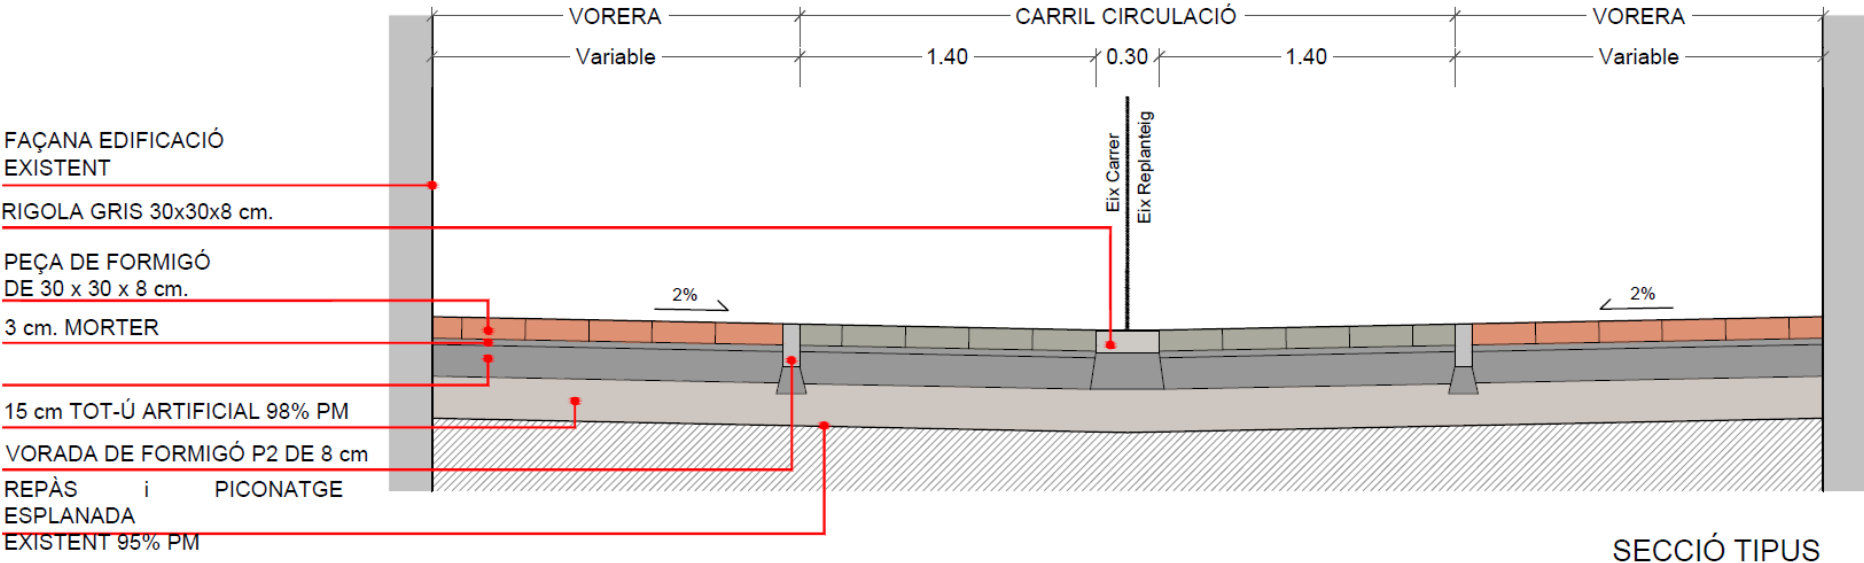 VORERA
CARRIL CIRCULACIÓ
VORERA
Variable
1.40
0.30
1.40
Variable
Eix Carrer
Eix Replanteig
FAÇANA EDIFICACIÓ
EXISTENT
RIGOLA GRIS 30x30x8 cm.
PEÇA DE FORMIGÓ
DE 30 x 30 x 8 cm.
2%
2%
3 cm. MORTER
15 cm TOT-Ú ARTIFICIAL 98% PM
VORADA DE FORMIGÓ P2 DE 8 cm
REPÀS i PICONATGE
ESPLANADA
EXISTENT 95% PM
SECCIÓ TIPUS